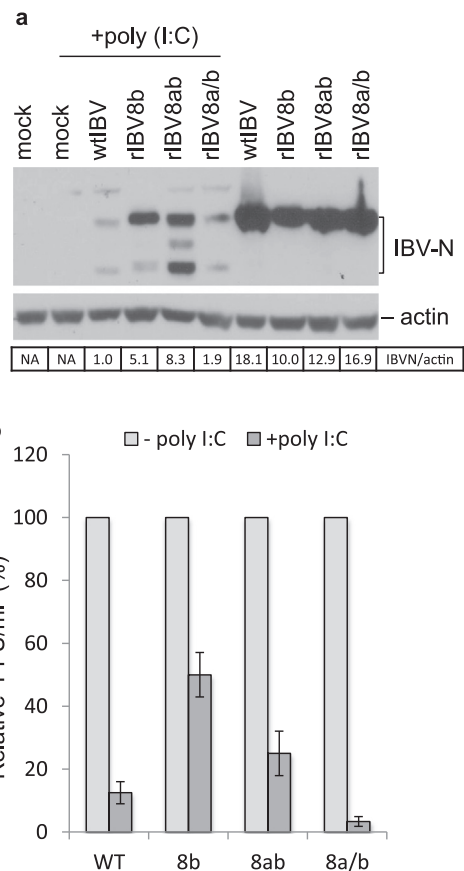 a
+poly (I:C)
mock mock wtIBV rIBV8b rIBV8ab rIBV8a/b wtIBV rIBV8b rIBV8ab rIBV8a/b
IBV-N
actin
NA NA 1.0 5.1 8.3 1.9 18.1 10.0 12.9 16.9 IBVN/actin
- poly I:C +poly I:C
120
100
80
60
40
20
0
WT 8b 8ab 8a/b